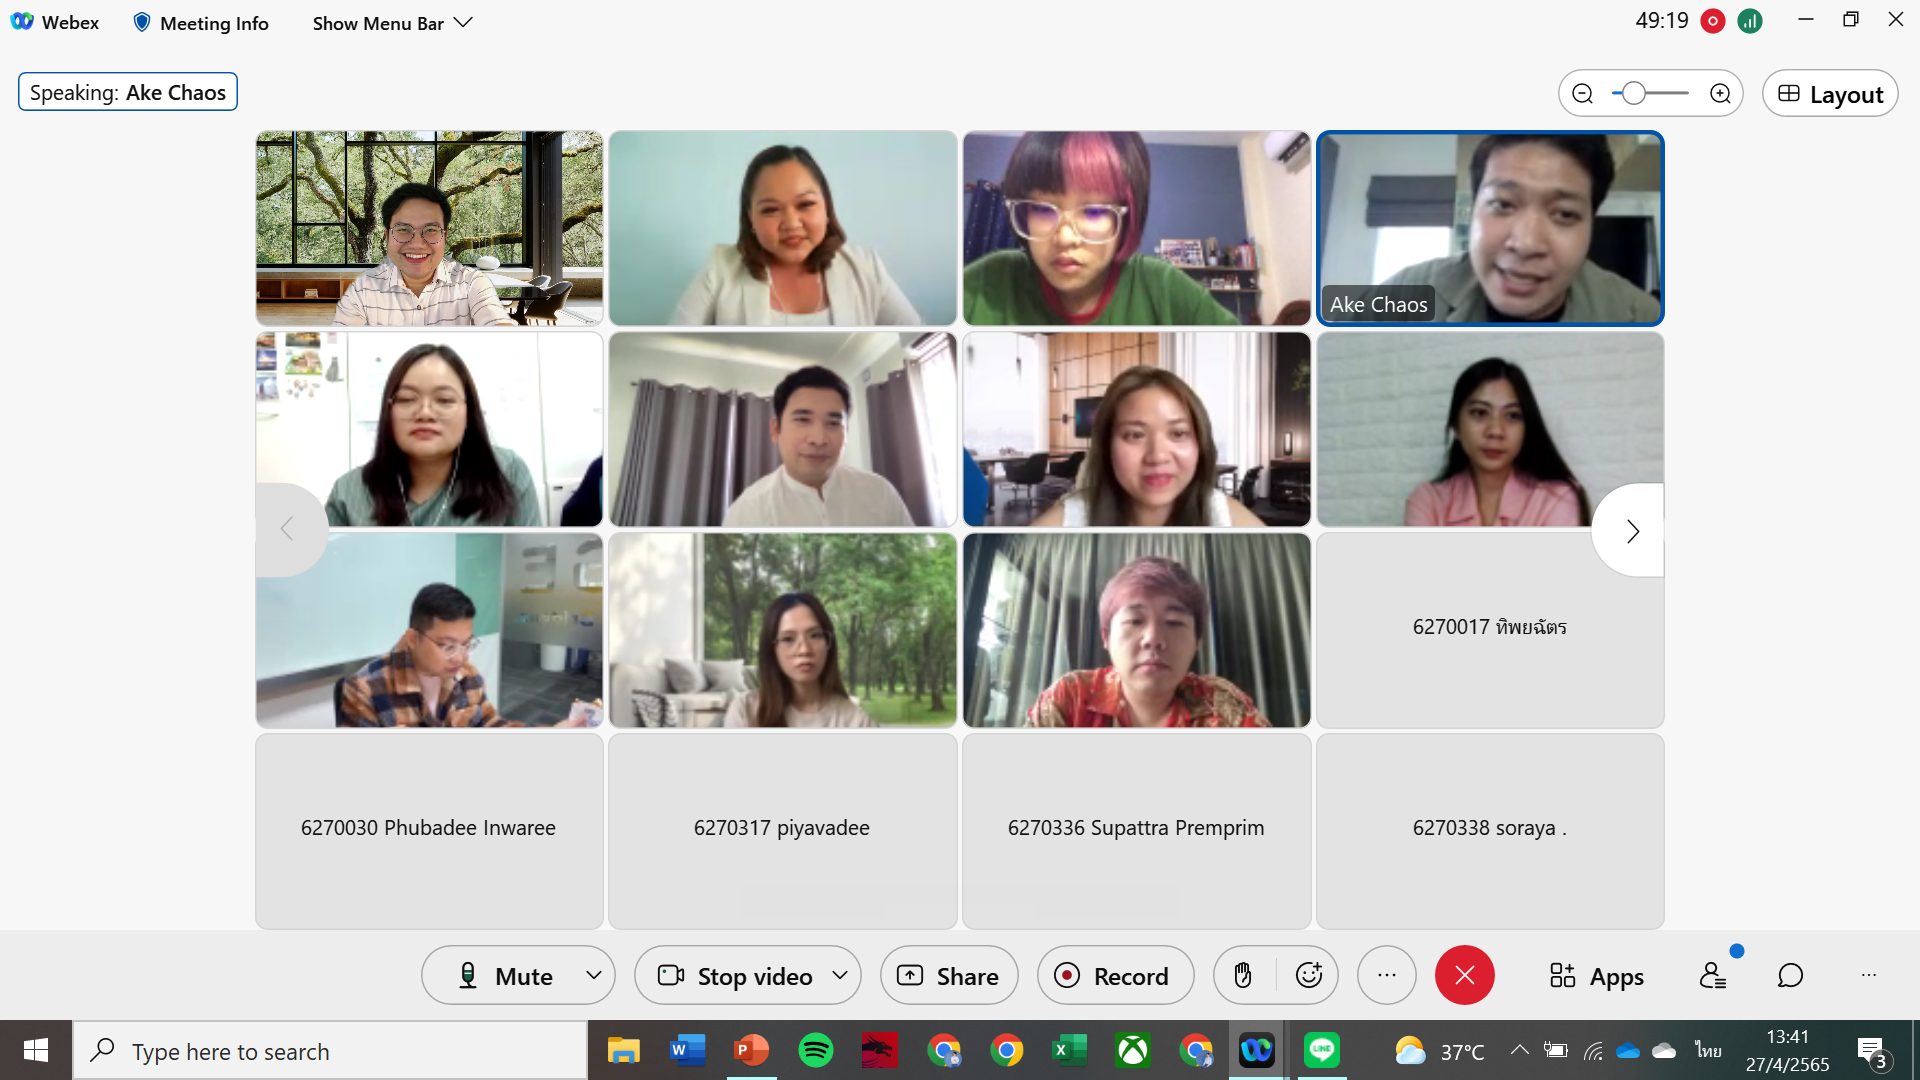 Webex
Meeting Info
Show Menu Bar
49:19
Speaking: Ake Chaos
Layout
Ake Chaos
6270017 ทิพยฉัตร
6270030 Phubadee Inwaree
6270317 piyavadee
6270336 Supattra Premprim
6270338 soraya .
Mute
Stop video
Share
Record
Apps
Type here to search
LINE
37°C
ไทย
13:41
27/4/2565
3